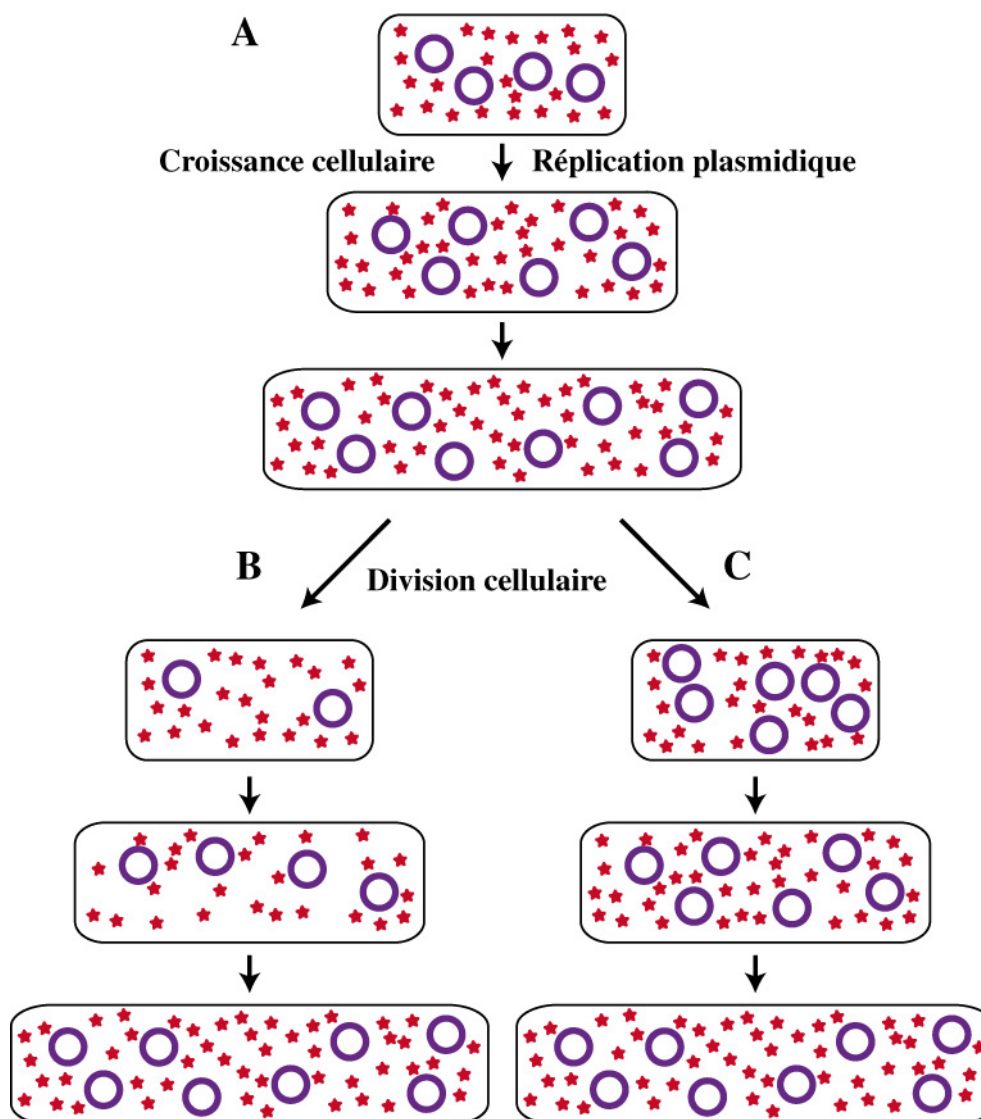 A
Croissance cellulaire
Réplication plasmidique
B
C
Division cellulaire